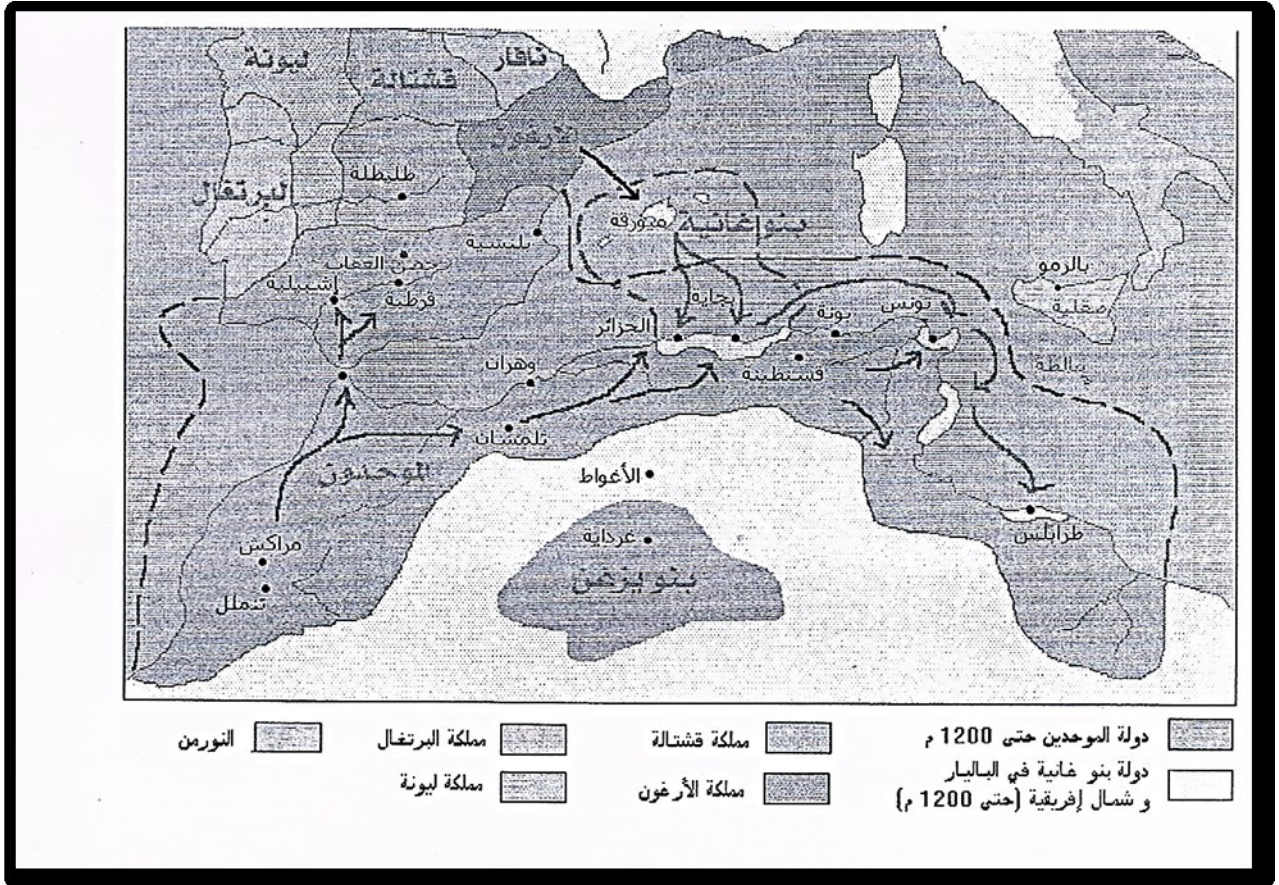 ليونة
قشتالة
نافار
الأرغون
البرتغال
طليطلة
ميورقة
بنو غانية
بلنسية
حصن العقاب
إشبيلية
قرطبة
بالرمو
صقلية
بجاية
بونة
تونس
الجزائر
وهران
قسنطينة
مالطة
تلمسان
الموحدون
الأغواط
طرابلس
غرداية
مراكش
بنو يزغن
تنملل
دولة الموحدين حتى 1200 م
مملكة قشتالة
مملكة البرتغال
النورمن
دولة بنو غانية في الباليار
و شمال إفريقية (حتى 1200 م)
مملكة الأرغون
مملكة ليونة